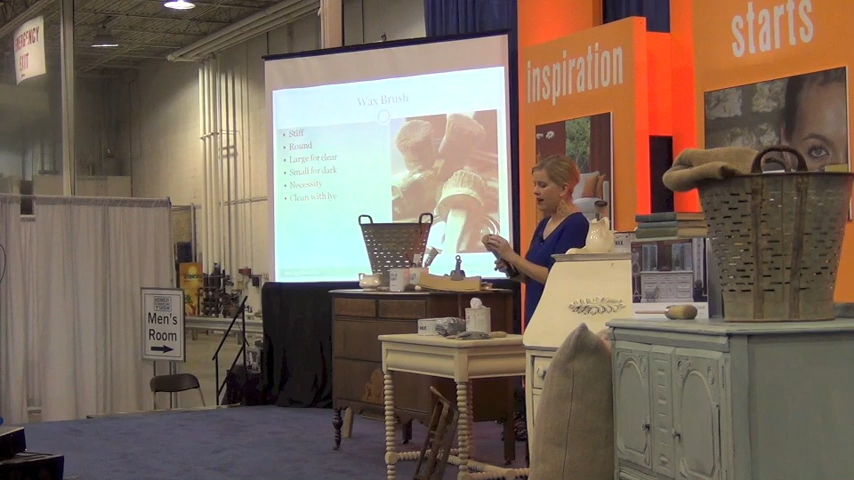 EMERGENCY
EXIT
Wax Brush
• Stiff
• Round
• Large for clear
• Small for dark
• Necessity
• Clean with
inspiration
starts
Men's
Room
WAX